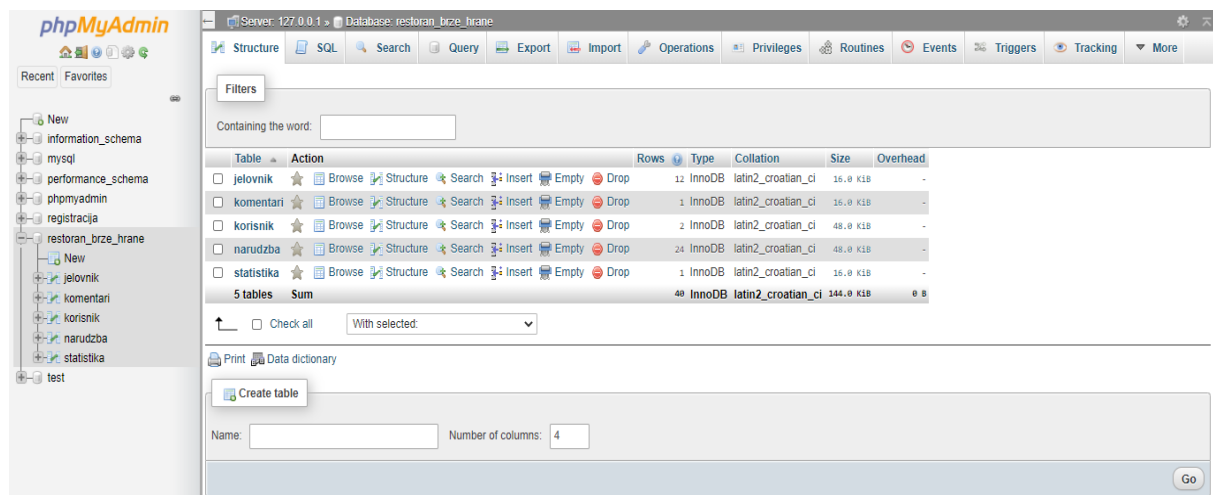 phpMyAdmin
Recent Favorites
New
information_schema
mysql
performance_schema
phpmyadmin
registracija
restoran_brze_hrane
New
jelovnik
komentari
korisnik
narudzba
statistika
test
Server: 127.0.0.1 » Database: restoran_brze_hrane
Structure SQL Search Query Export Import Operations Privileges Routines Events Triggers Tracking More
Filters
Containing the word:
Table Action Rows Type Collation Size Overhead
jelovnik Browse Structure Search Insert Empty Drop 12 InnoDB latin2_croatian_ci 16.0 KiB -
komentari Browse Structure Search Insert Empty Drop 1 InnoDB latin2_croatian_ci 16.0 KiB -
korisnik Browse Structure Search Insert Empty Drop 2 InnoDB latin2_croatian_ci 48.0 KiB -
narudzba Browse Structure Search Insert Empty Drop 24 InnoDB latin2_croatian_ci 48.0 KiB -
statistika Browse Structure Search Insert Empty Drop 1 InnoDB latin2_croatian_ci 16.0 KiB -
5 tables Sum 40 InnoDB latin2_croatian_ci 144.0 KiB 0 B
Check all With selected:
Print Data dictionary
Create table
Name: Number of columns: 4
Go